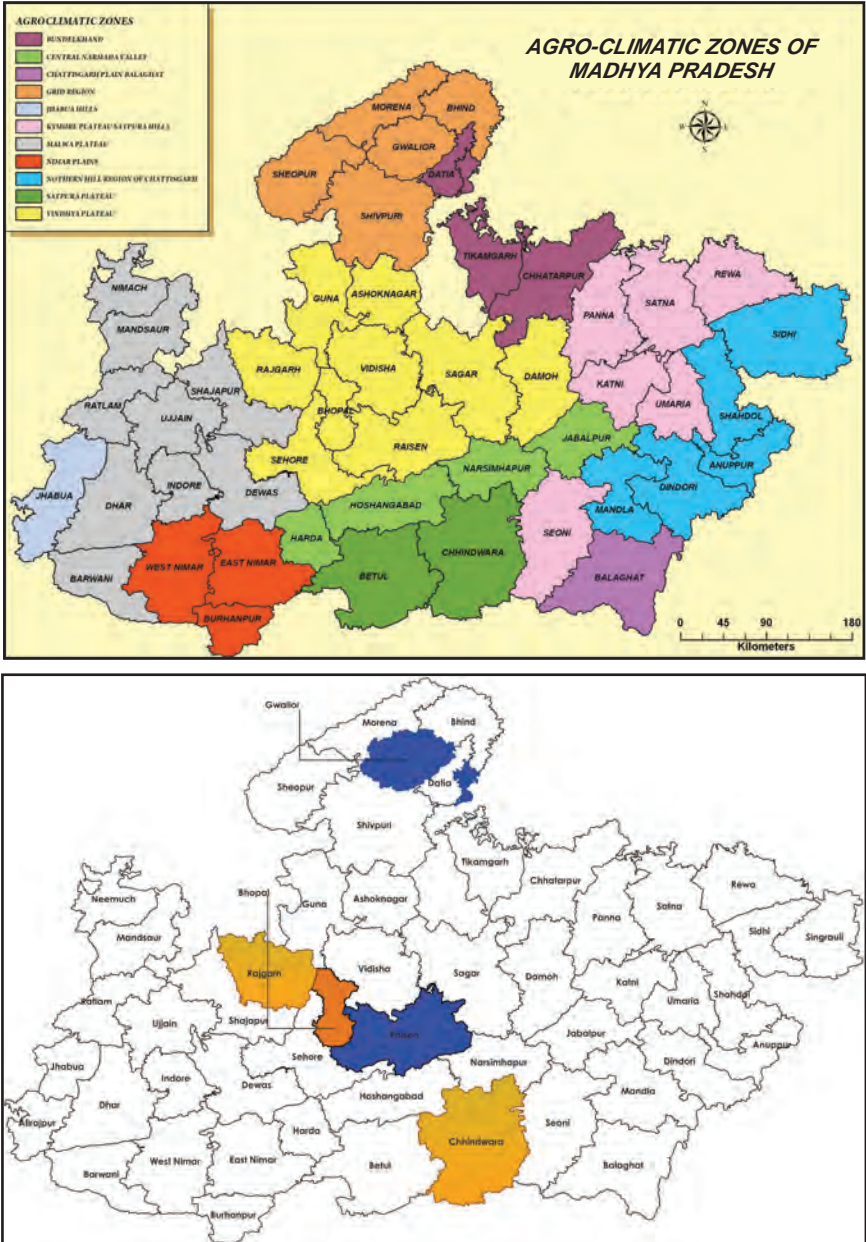 AGROCLIMATIC ZONES
BUNDELKHAND
CENTRAL NARMADA VALLEY
CHATTISGARH PLAIN BALAGHAT
GRID REGION
JHABUA HILLS
KYMORE PLATEAU SATPURA HILLS
MALWA PLATEAU
NIMAR PLAINS
NOTHERN HILL REGION OF CHATTISGARH
SATPURA PLATEAU
VINDHYA PLATEAU
AGRO-CLIMATIC ZONES OF
MADHYA PRADESH
N
W
E
S
MORENA
BHIND
GWALIOR
SHEOPUR
DATIA
SHIVPURI
TIKAMGARH
CHHATARPUR
NIMACH
GUNA
ASHOKNAGAR
REWA
PANNA
SATNA
MANDSAUR
SIDHI
RAJGARH
VIDISHA
SAGAR
DAMOH
SHAJAPUR
KATNI
RATLAM
UJJAIN
BHOPAL
UMARIA
SHAHDOL
RAISEN
JABALPUR
SEHORE
NARSIMHAPUR
ANUPPUR
JHABUA
INDORE
DEWAS
DINDORI
DHAR
HOSHANGABAD
MANDLA
HARDA
SEONI
WEST NIMAR
EAST NIMAR
CHHINDWARA
BARWANI
BETUL
BALAGHAT
BURHANPUR
0 45 90 180
Kilometers
Gwalior
Morena
Bhind
Sheopur
Datia
Shivpuri
Tikamgarh
Chhatarpur
Bhopal
Ashoknagar
Rewa
Neemuch
Guna
Panna
Satna
Mandsaur
Sidhi
Singrauli
Vidisha
Rajgarh
Sagar
Damoh
Katni
Ratlam
Umaria
Shahdol
Ujjain
Shajapur
Raisen
Jabalpur
Anuppur
Sehore
Narsimhapur
Dindori
Jhabua
Indore
Dewas
Hoshangabad
Mandla
Alirajpur
Dhar
Harda
Chhindwara
Seoni
West Nimar
East Nimar
Betul
Balaghat
Barwani
Burhanpur